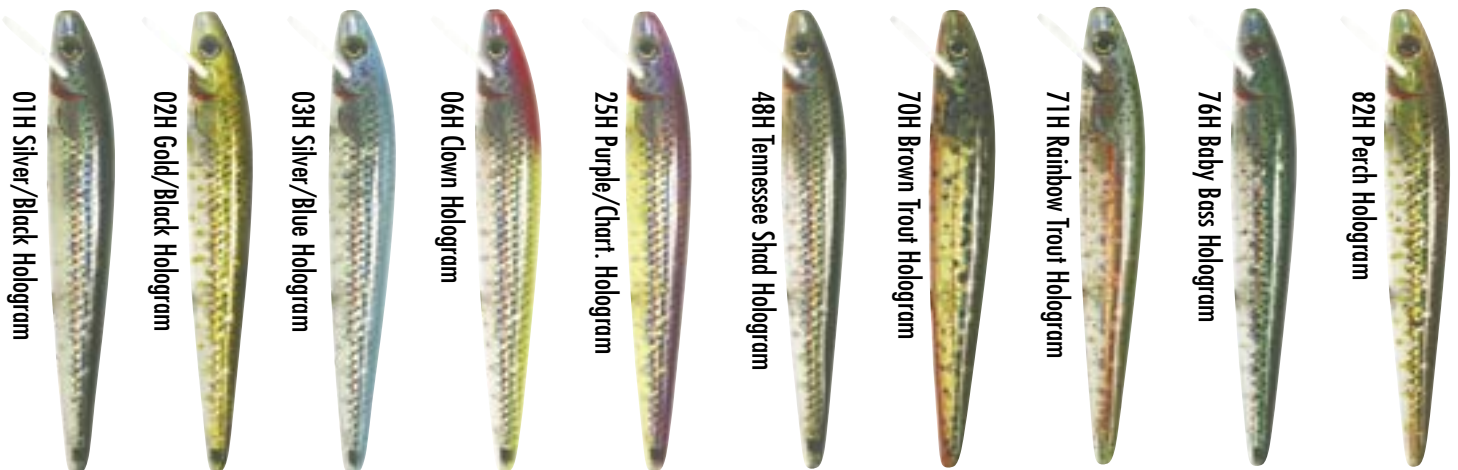 01H Silver/Black Hologram
02H Gold/Black Hologram
03H Silver/Blue Hologram
06H Clown Hologram
25H Purple/Chart. Hologram
48H Tennessee Shad Hologram
70H Brown Trout Hologram
71H Rainbow Trout Hologram
76H Baby Bass Hologram
82H Perch Hologram